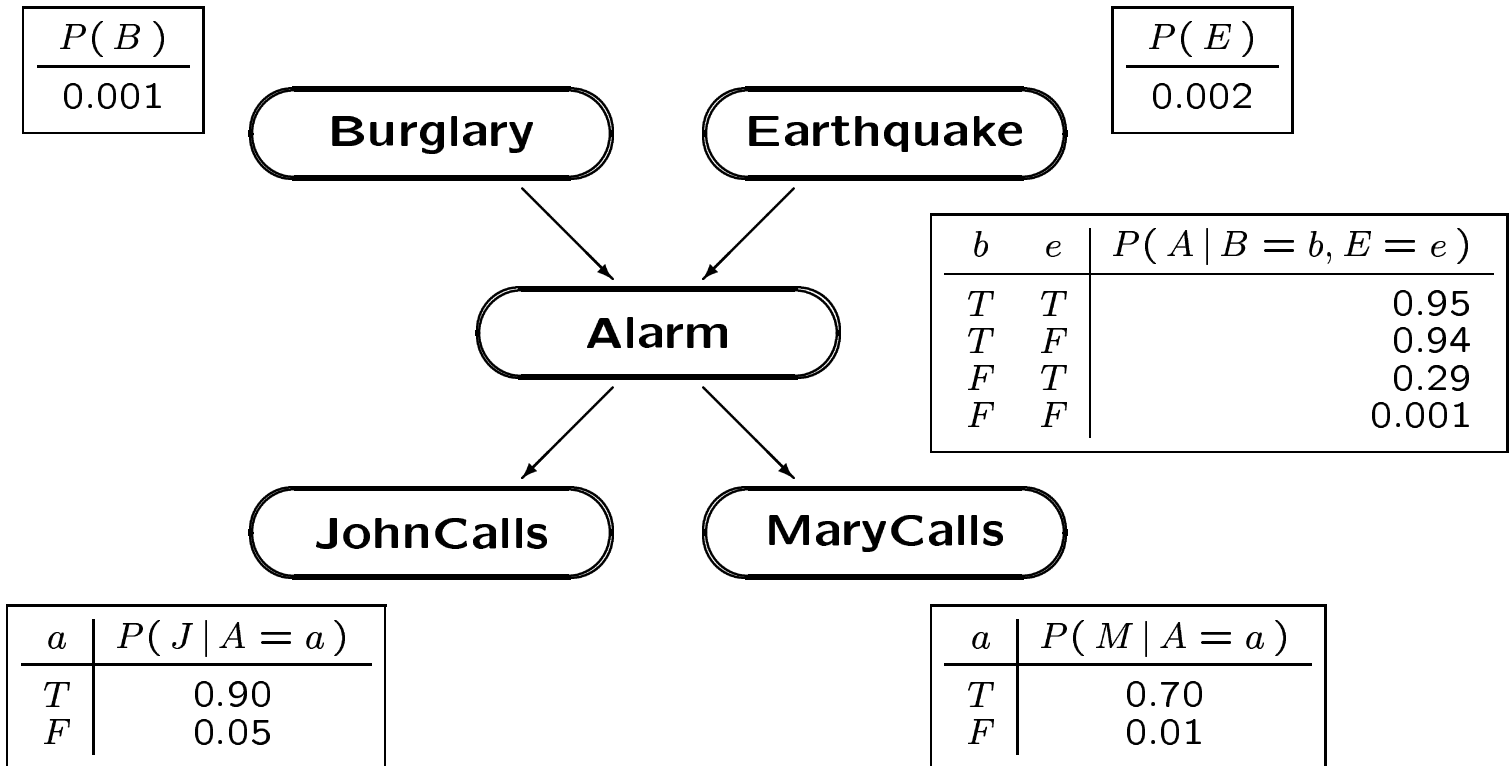 P( B )
0.001
P( E )
0.002
Burglary
Earthquake
b e P( A | B = b, E = e )
T T 0.95
T F 0.94
F T 0.29
F F 0.001
Alarm
JohnCalls
MaryCalls
a P( J | A = a )
T 0.90
F 0.05
a P( M | A = a )
T 0.70
F 0.01